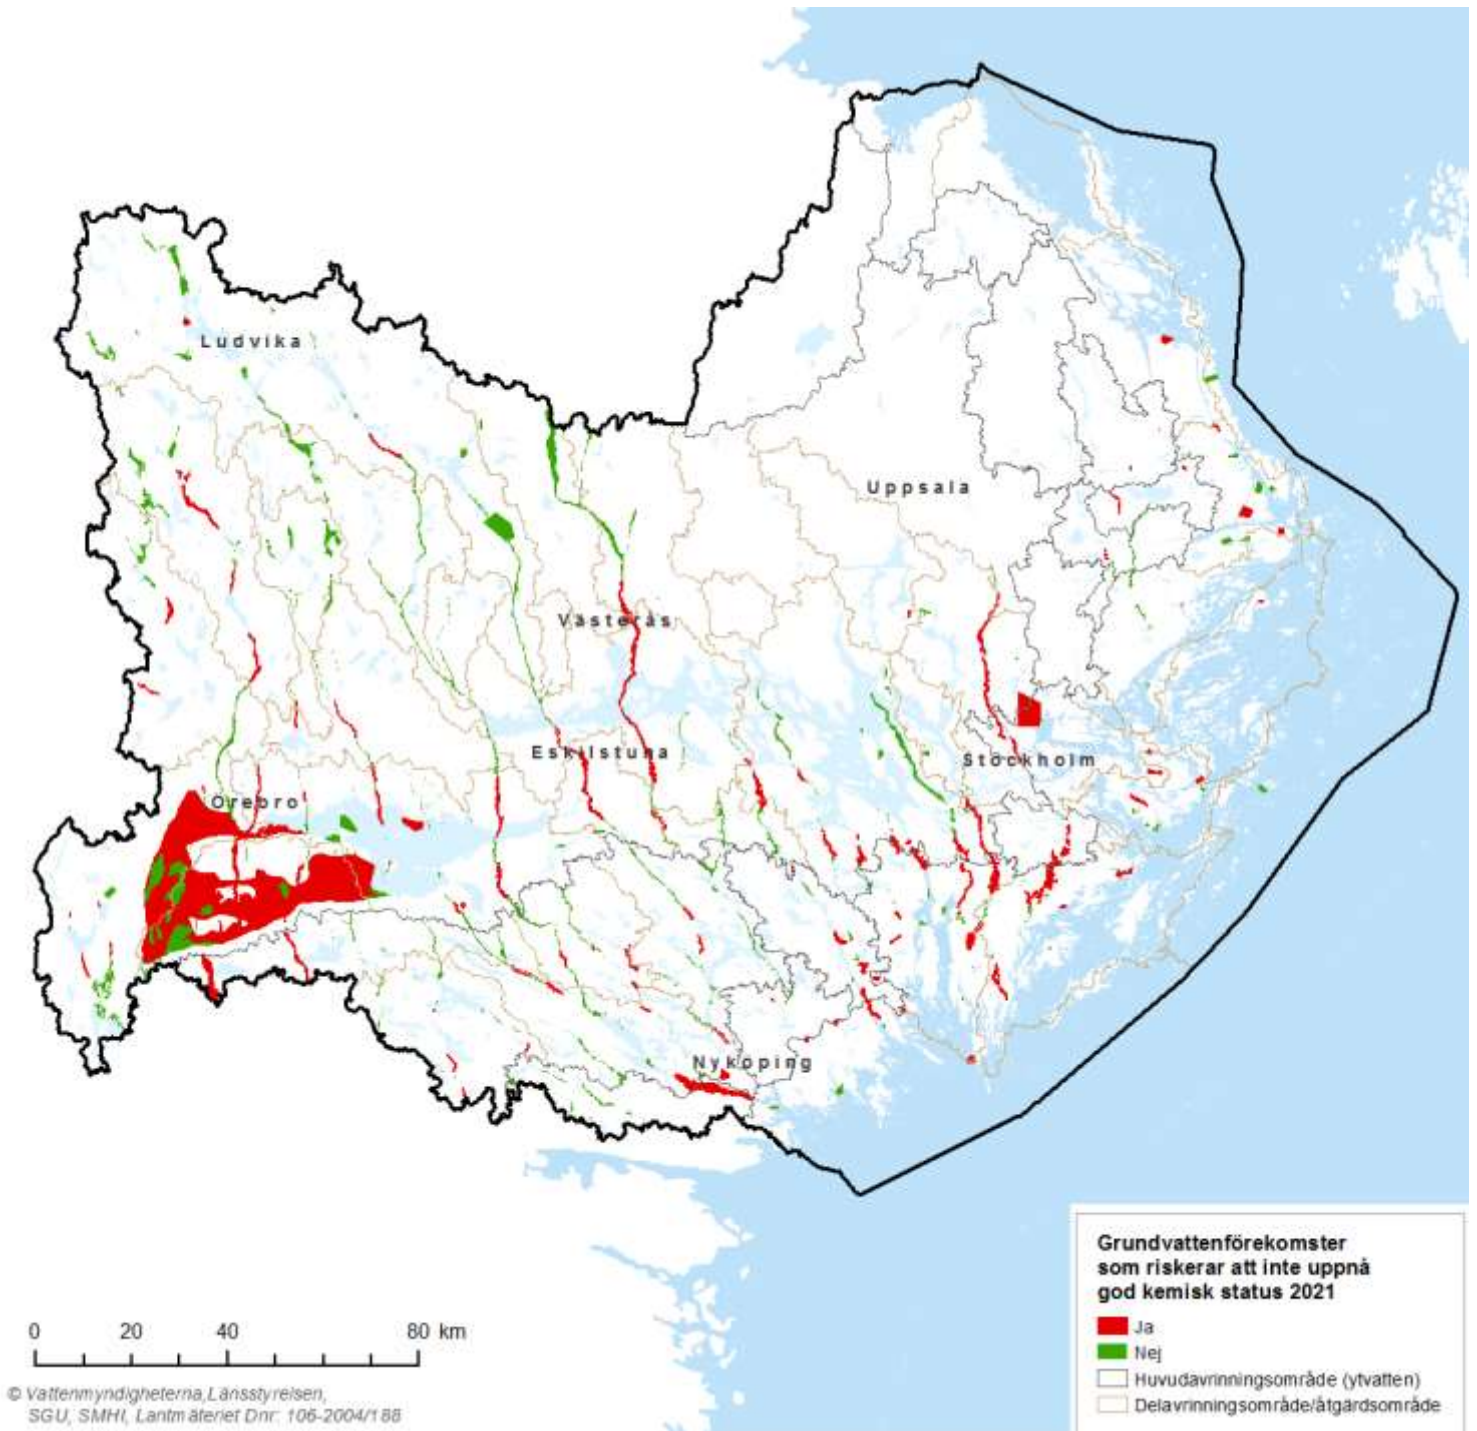 Ludvika
Uppsala
Västerås
Eskilstuna
Stockholm
Örebro
Nyköping
Grundvattenförekomster
som riskerar att inte uppnå
god kemisk status 2021
Ja
Nej
Huvudavrinningsområde (ytvatten)
Delavrinningsområde/åtgärdsområde
0 20 40 80 km
© Vattenmyndigheterna,Länsstyrelsen,
SGU, SMHI, Lantmäteriet Dnr: 106-2004/188